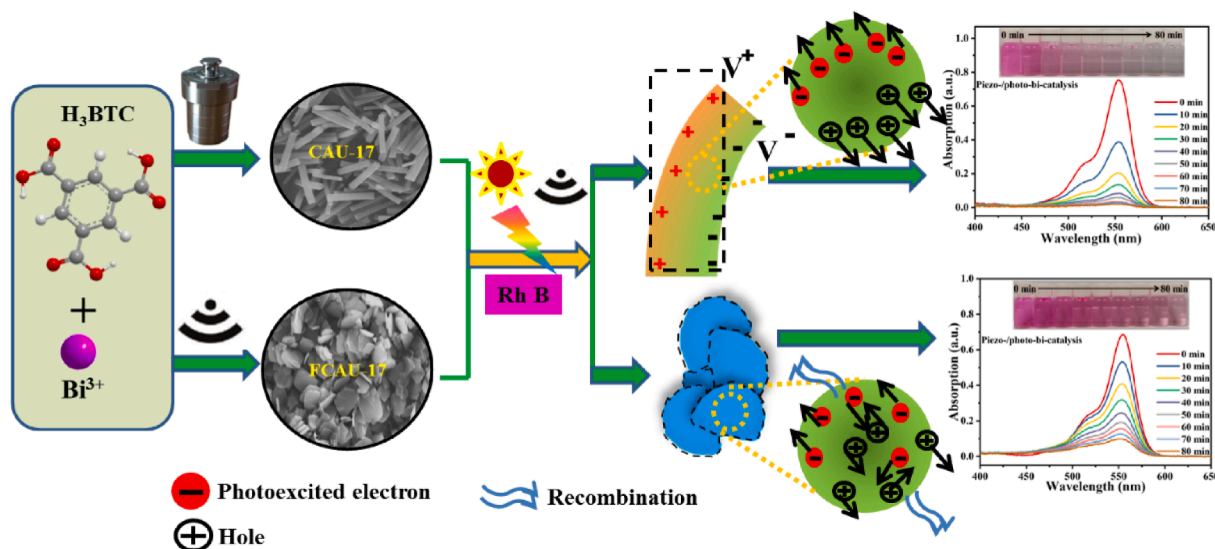 H₃BTC
+
Bi³⁺
CAU-17
FCAU-17
Rh B
V⁺
V⁻
0 min 80 min
Piezo-/photo-bi-catalysis
Absorption (a.u.)
1.0
0.8
0.6
0.4
0.2
0.0
0 min
10 min
20 min
30 min
40 min
50 min
60 min
70 min
80 min
400 450 500 550 600 650
Wavelength (nm)
0 min 80 min
Piezo-/photo-bi-catalysis
Absorption (a.u.)
1.0
0.8
0.6
0.4
0.2
0.0
0 min
10 min
20 min
30 min
40 min
50 min
60 min
70 min
80 min
400 450 500 550 600 650
Wavelength (nm)
Photoexcited electron
Hole
Recombination